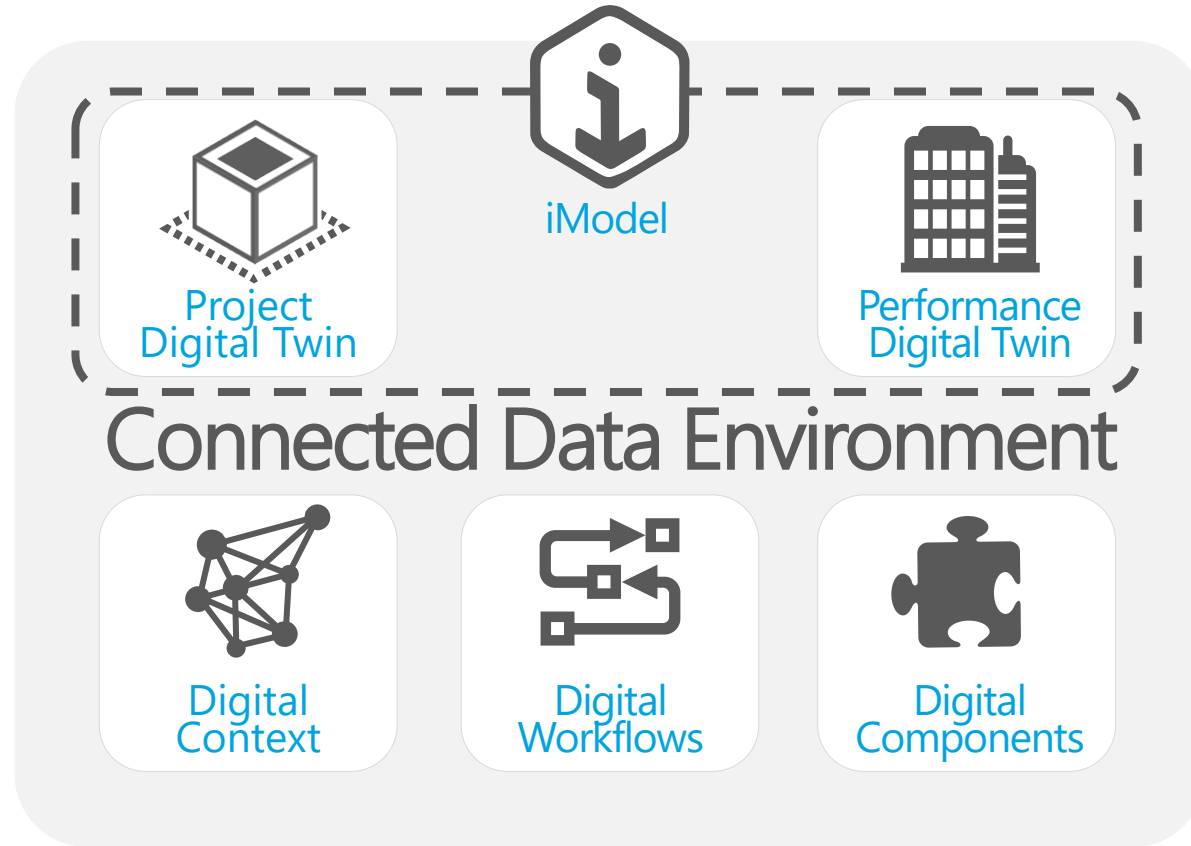 iModel
Project
Digital Twin
Performance
Digital Twin
Connected Data Environment
Digital
Context
Digital
Workflows
Digital
Components